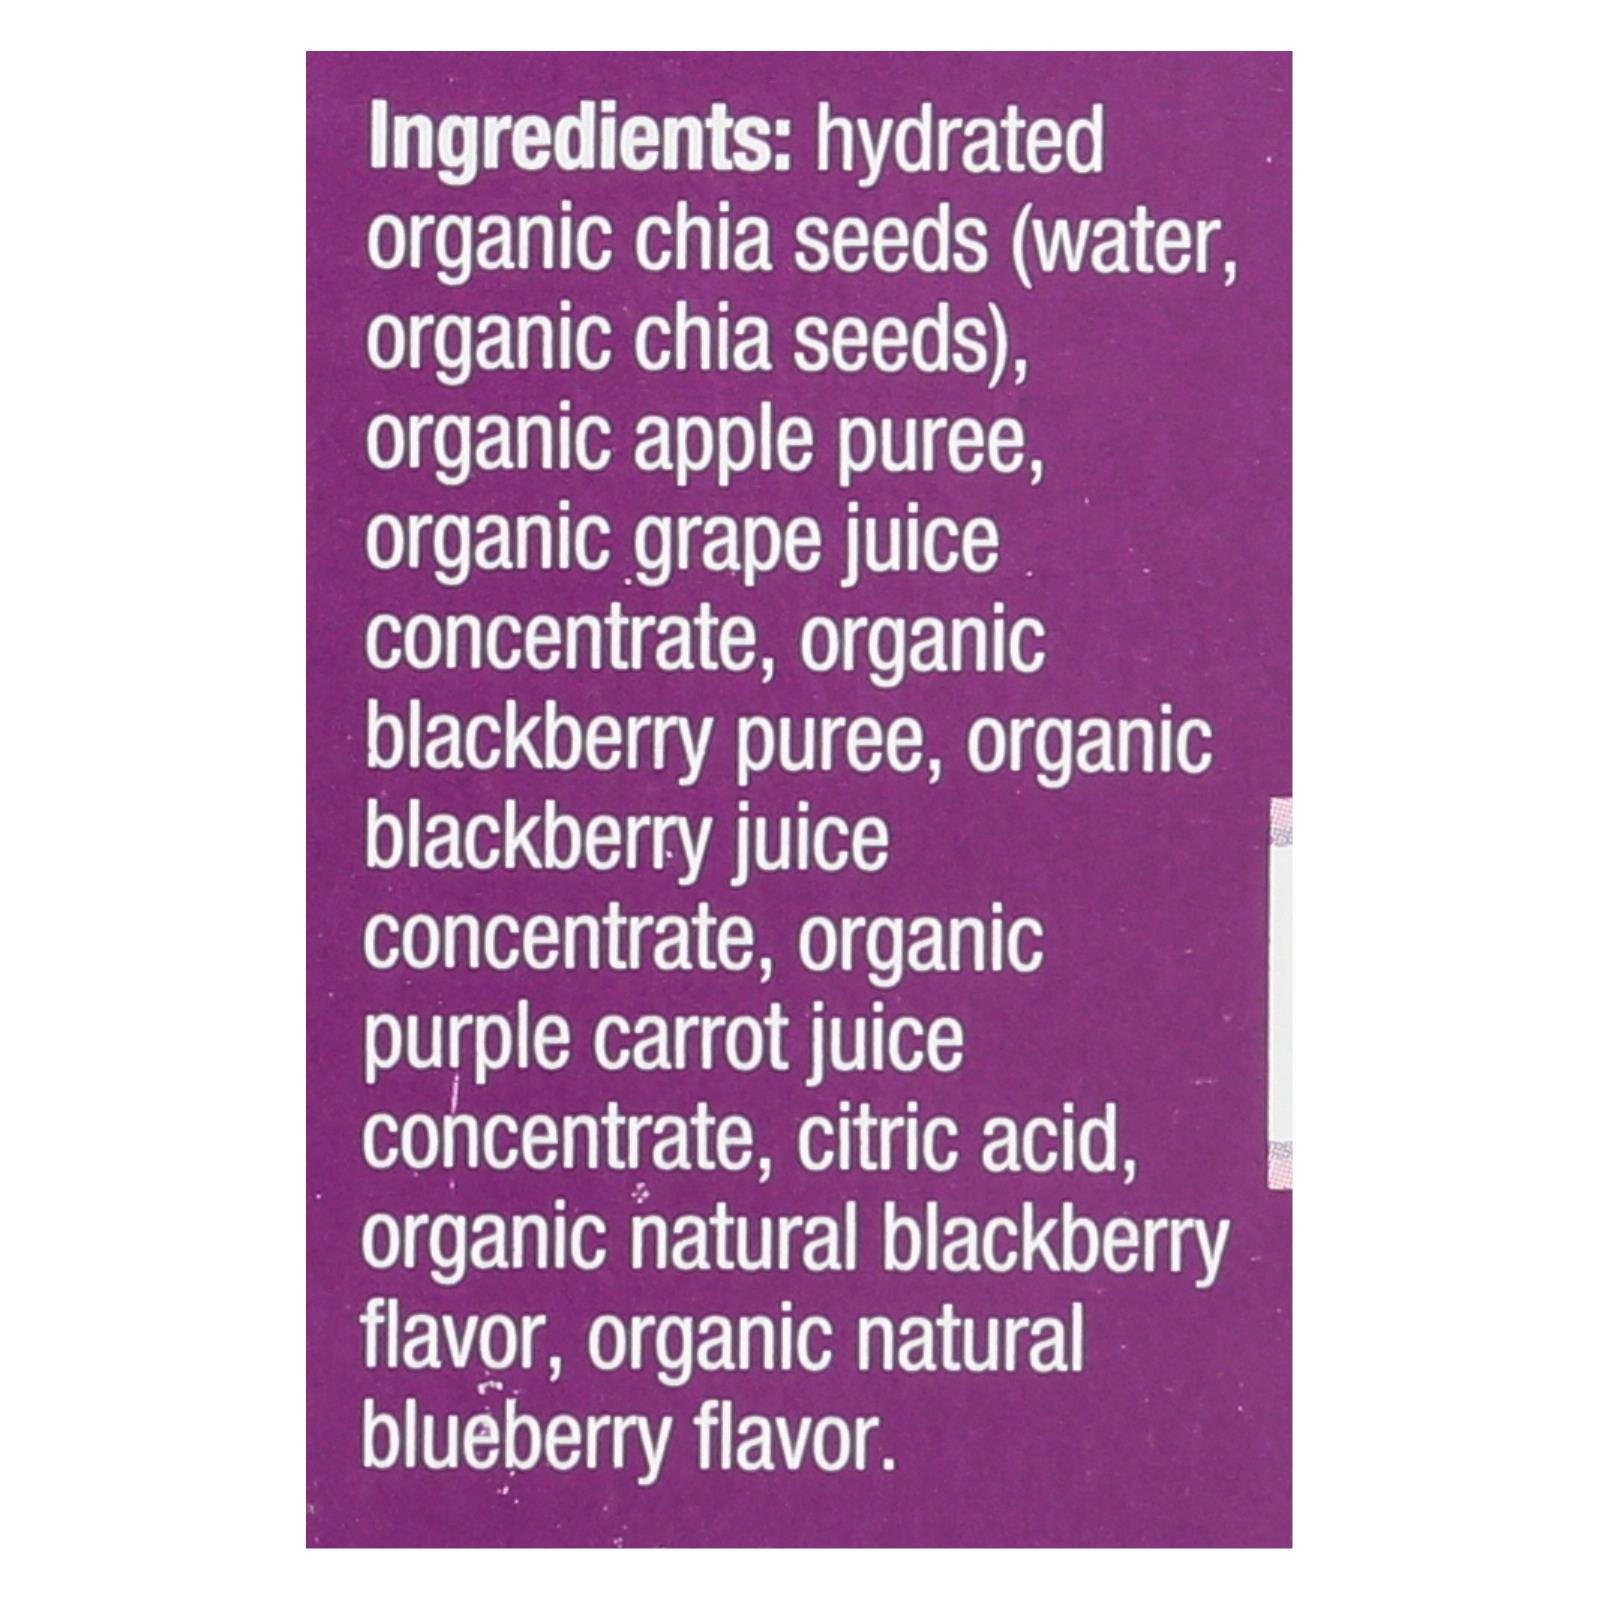 Ingredients: hydrated
organic chia seeds (water,
organic chia seeds),
organic apple puree,
organic grape juice
concentrate, organic
blackberry puree, organic
blackberry juice
concentrate, organic
purple carrot juice
concentrate, citric acid,
organic natural blackberry
flavor, organic natural
blueberry flavor.